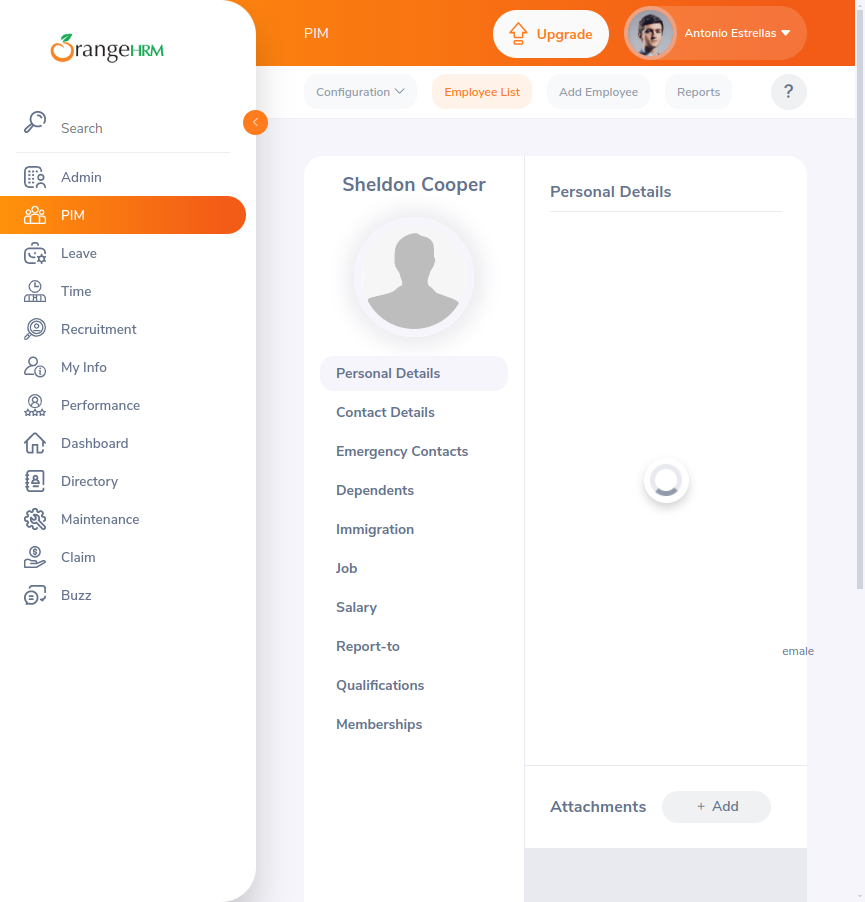 OrangeHRM
PIM
Upgrade
Antonio Estrellas
Configuration
Employee List
Add Employee
Reports
?
Search
Admin
PIM
Leave
Time
Recruitment
My Info
Performance
Dashboard
Directory
Maintenance
Claim
Buzz
Sheldon Cooper
Personal Details
Contact Details
Emergency Contacts
Dependents
Immigration
Job
Salary
Report-to
Qualifications
Memberships
Personal Details
emale
Attachments
+ Add